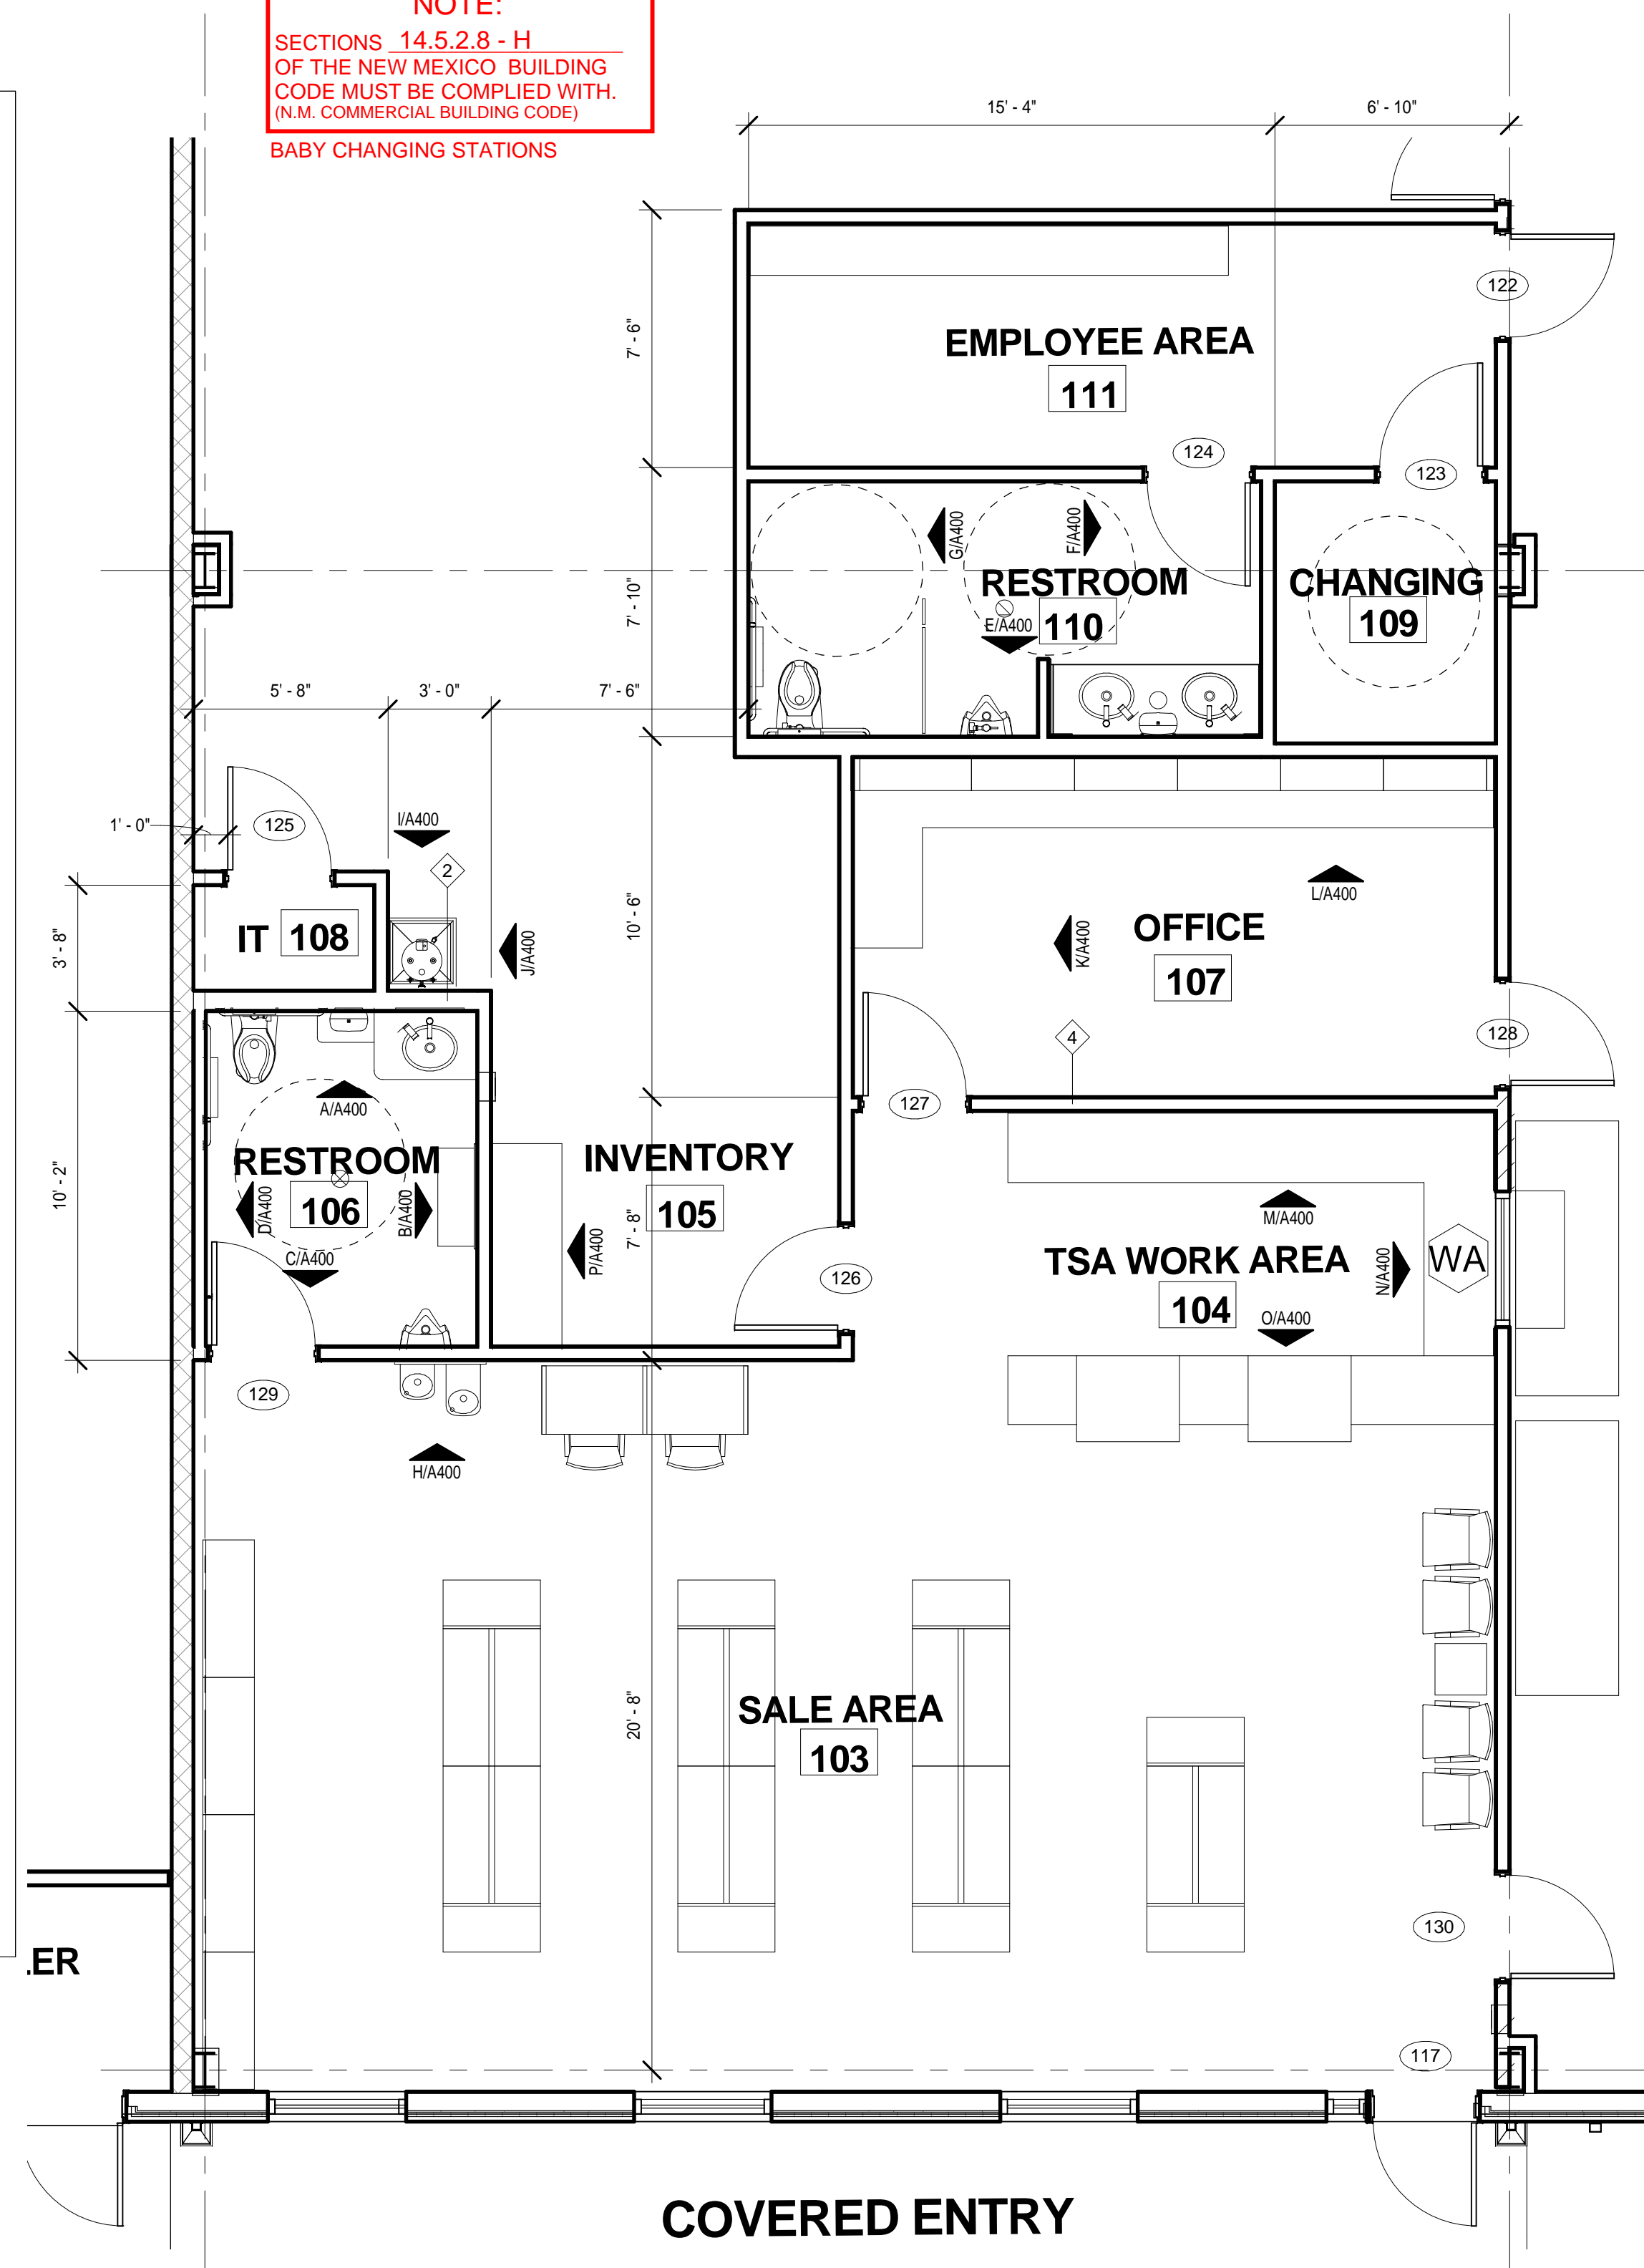 NOTE:
SECTIONS 14.5.2.8 - H
OF THE NEW MEXICO BUILDING
CODE MUST BE COMPLIED WITH.
(N.M. COMMERCIAL BUILDING CODE)
BABY CHANGING STATIONS
15' - 4"
6' - 10"
122
7' - 6"
EMPLOYEE AREA
111
124
123
G/A400
F/A400
RESTROOM
110
E/A400
CHANGING
109
7' - 10"
5' - 8"
3' - 0"
7' - 6"
1' - 0"
125
I/A400
2
L/A400
IT 108
J/A400
10' - 6"
K/A400
OFFICE
107
3' - 8"
128
4
127
A/A400
RESTROOM
106
D/A400
B/A400
C/A400
10' - 2"
INVENTORY
105
P/A400
7' - 8"
126
M/A400
TSA WORK AREA
104
N/A400
WA
O/A400
129
H/A400
SALE AREA
103
20' - 8"
130
.ER
117
COVERED ENTRY